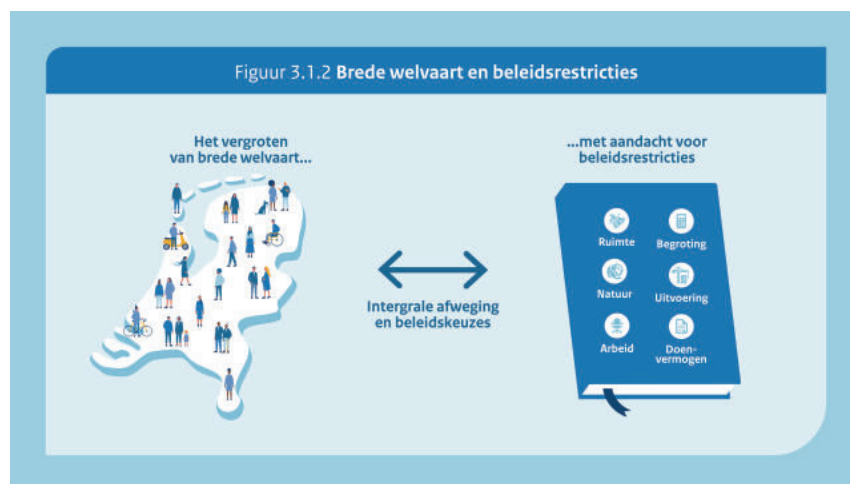 Figuur 3.1.2 Brede welvaart en beleidsrestricties
Het vergroten
van brede welvaart...
...met aandacht voor
beleidsrestricties
Intergrale afweging
en beleidskeuzes
Ruimte
Begroting
Natuur
Uitvoering
Arbeid
Doen-
vermogen